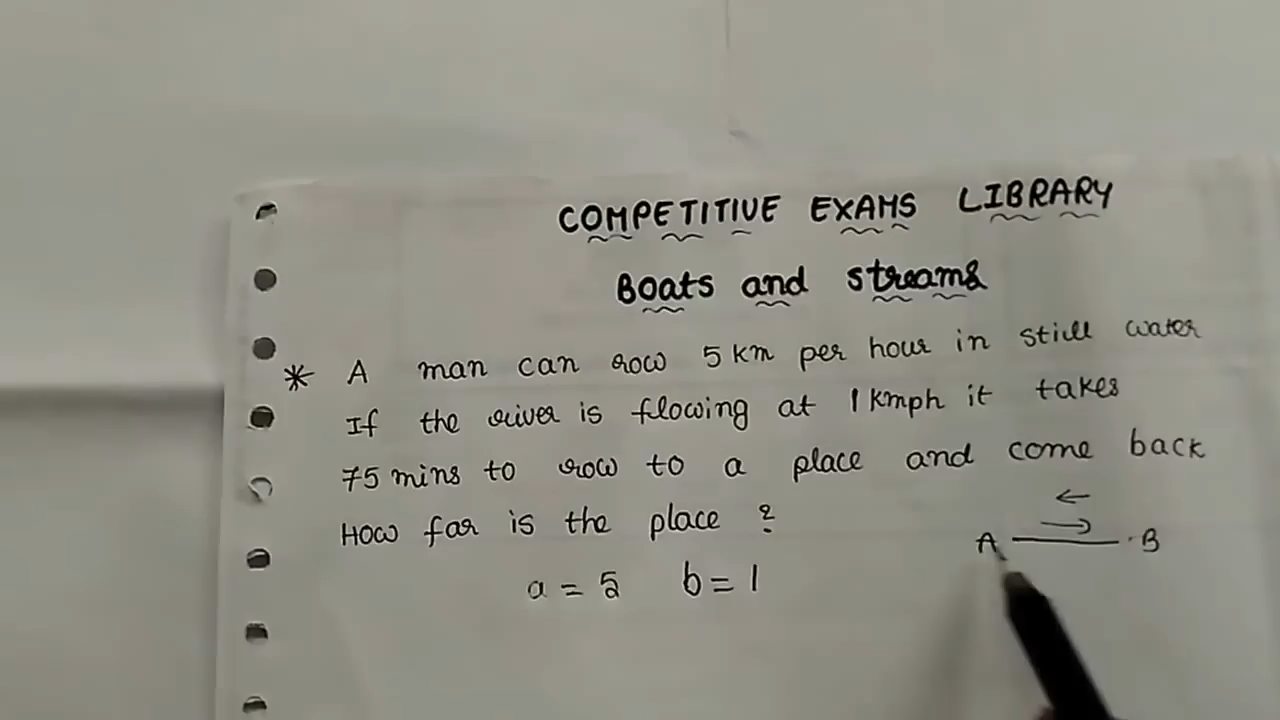 COMPETITIVE EXAMS LIBRARY
Boats and streams
* A man can row 5 km per hour in still water
If the river is flowing at 1 kmph it takes
75 mins to row to a place and come back
How far is the place ?
←
→
A B
a = 5 b = 1